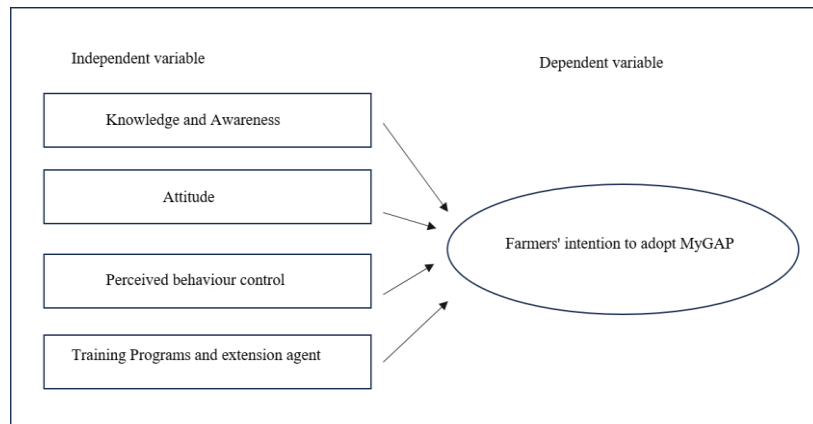 Independent variable
Dependent variable
Knowledge and Awareness
Attitude
Perceived behaviour control
Training Programs and extension agent
Farmers' intention to adopt MyGAP